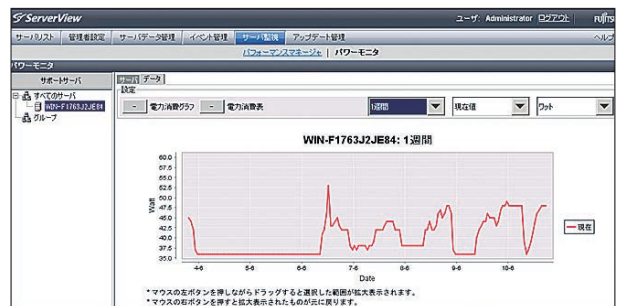 ServerView
ユーザ: Administrator ログアウト FUJITSU
サーバリスト 管理者設定 サーバデータ管理 イベント管理 サーバ監視 アップデート管理 ヘルプ
パフォーマンスマネージャ | パワーモニタ
パワーモニタ
サポートサーバ
すべてのサーバ
WIN-F1763J2JE84
グループ
サーバ データ
設定
- 電力消費グラフ - 電力消費表 1週間 現在値 ワット
WIN-F1763J2JE84: 1週間
60.0
57.5
55.0
52.5
50.0
47.5
45.0
42.5
40.0
37.5
35.0
Watt
4-6 5-6 7-6 8-6 9-6 10-6
Date
現在
*マウスの左ボタンを押しながらドラッグすると選択した範囲が拡大表示されます。
*マウスの右ボタンを押すと拡大表示されたものが元に戻ります。